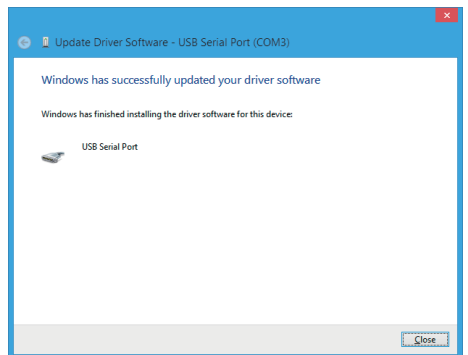 Update Driver Software - USB Serial Port (COM3)
Windows has successfully updated your driver software
Windows has finished installing the driver software for this device:
USB Serial Port
Close